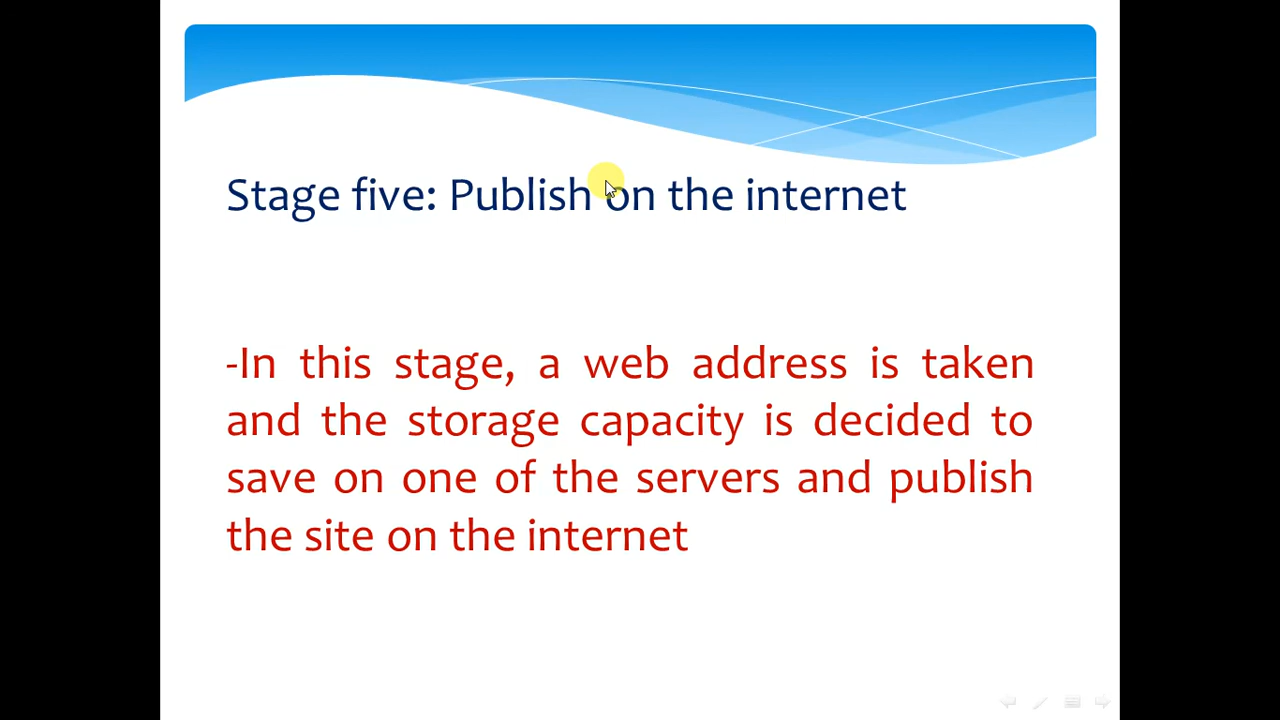 Stage five: Publish on the internet
-In this stage, a web address is taken
and the storage capacity is decided to
save on one of the servers and publish
the site on the internet